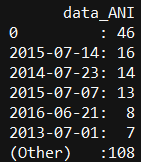 data_ANI
0         : 46
2015-07-14: 16
2014-07-23: 14
2015-07-07: 13
2016-06-21:  8
2013-07-01:  7
(Other)   :108